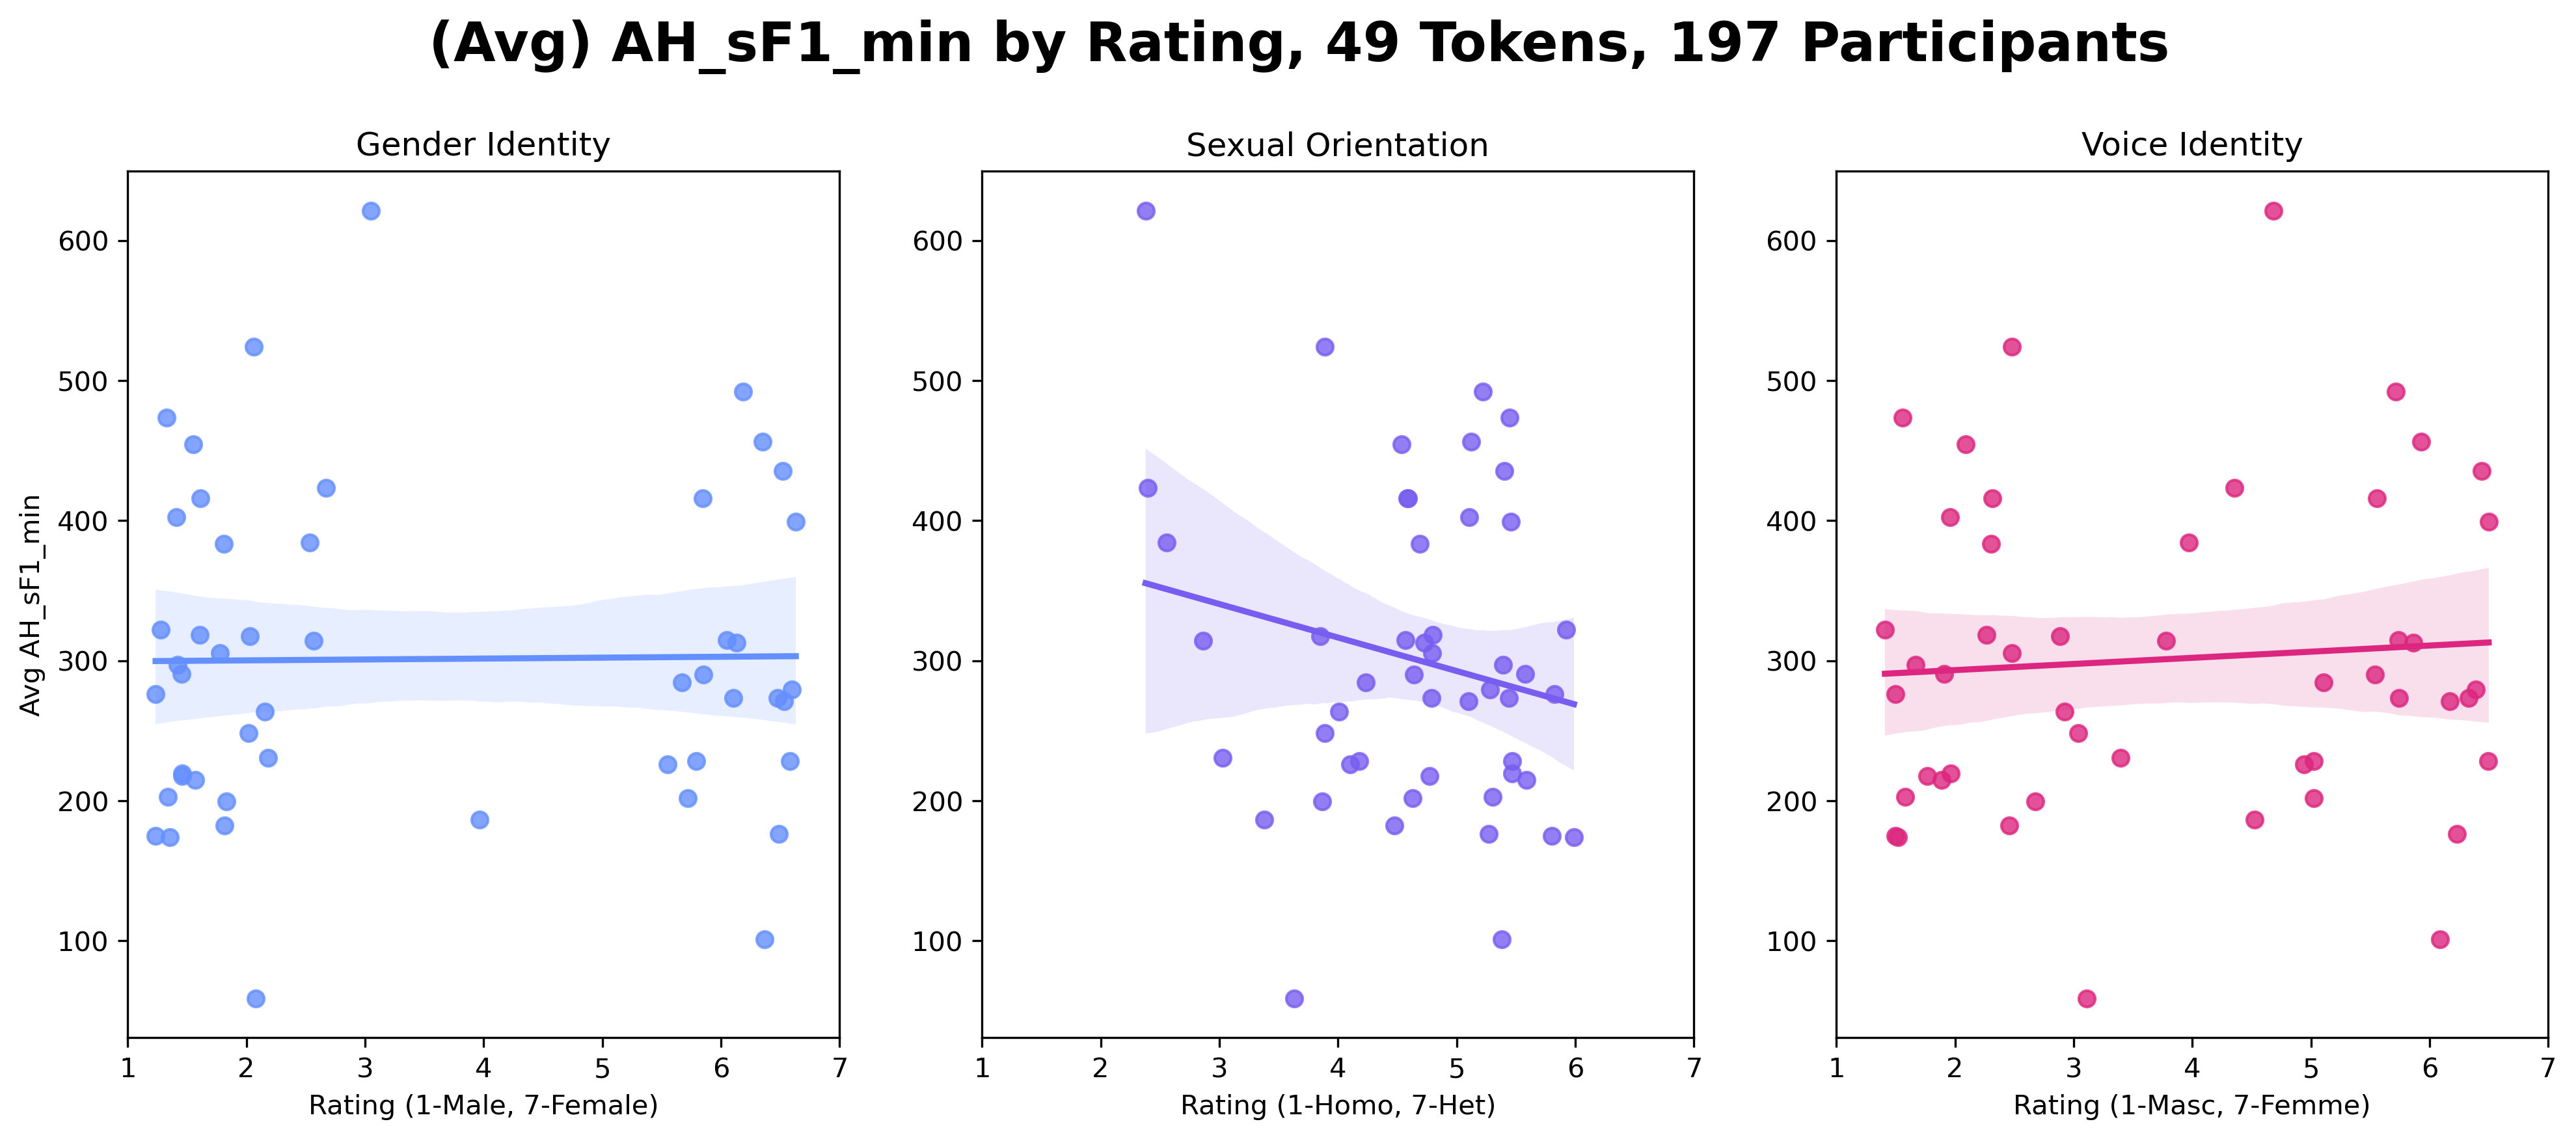 (Avg) AH_sF1_min by Rating, 49 Tokens, 197 Participants
Gender Identity
Sexual Orientation
Voice Identity
Avg AH_sF1_min
600
500
400
300
200
100
1 2 3 4 5 6 7
Rating (1-Male, 7-Female)
600
500
400
300
200
100
1 2 3 4 5 6 7
Rating (1-Homo, 7-Het)
600
500
400
300
200
100
1 2 3 4 5 6 7
Rating (1-Masc, 7-Femme)